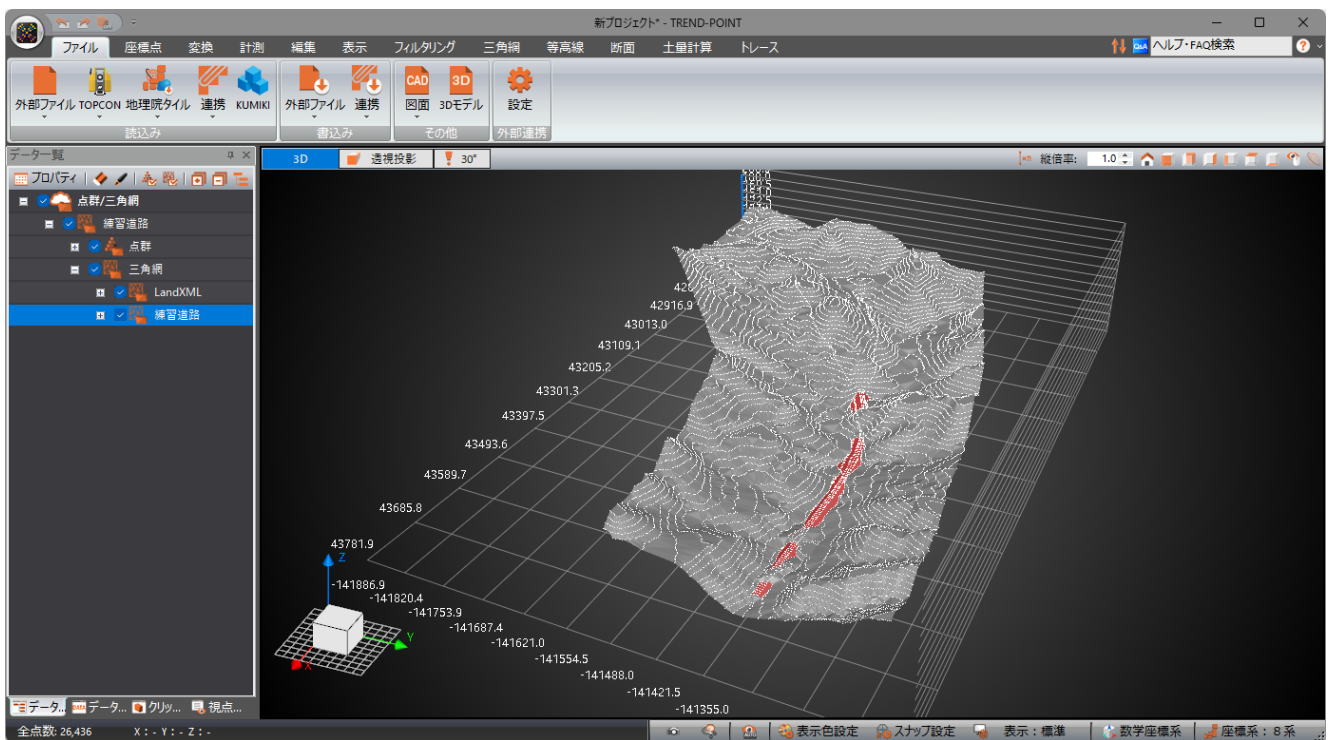 新プロジェクト* - TREND-POINT
ファイル 座標点 変換 計測 編集 表示 フィルタリング 三角網 等高線 断面 土量計算 トレース Q&A ヘルプ・FAQ検索 ?
CAD 3D
外部ファイル TOPCON 地理院タイル 連携 KUMIKI 外部ファイル 連携 図面 3Dモデル 設定
読込み 書込み その他 外部連携
データ一覧
3D 透視投影 30° 縦倍率: 1.0
プロパティ
点群/三角網
練習道路
点群
三角網
LandXML
練習道路
42916.9
43013.0
43109.1
43205.2
43301.3
43397.5
43493.6
43589.7
43685.8
43781.9
Z
Y
X
-141886.9
-141820.4
-141753.9
-141687.4
-141621.0
-141554.5
-141488.0
-141421.5
-141355.0
データ... DATA データ... クリッ... 視点...
全点数: 26,436 X : - Y : - Z : - 表示色設定 スナップ設定 表示 : 標準 数学座標系 座標系 : 8 系